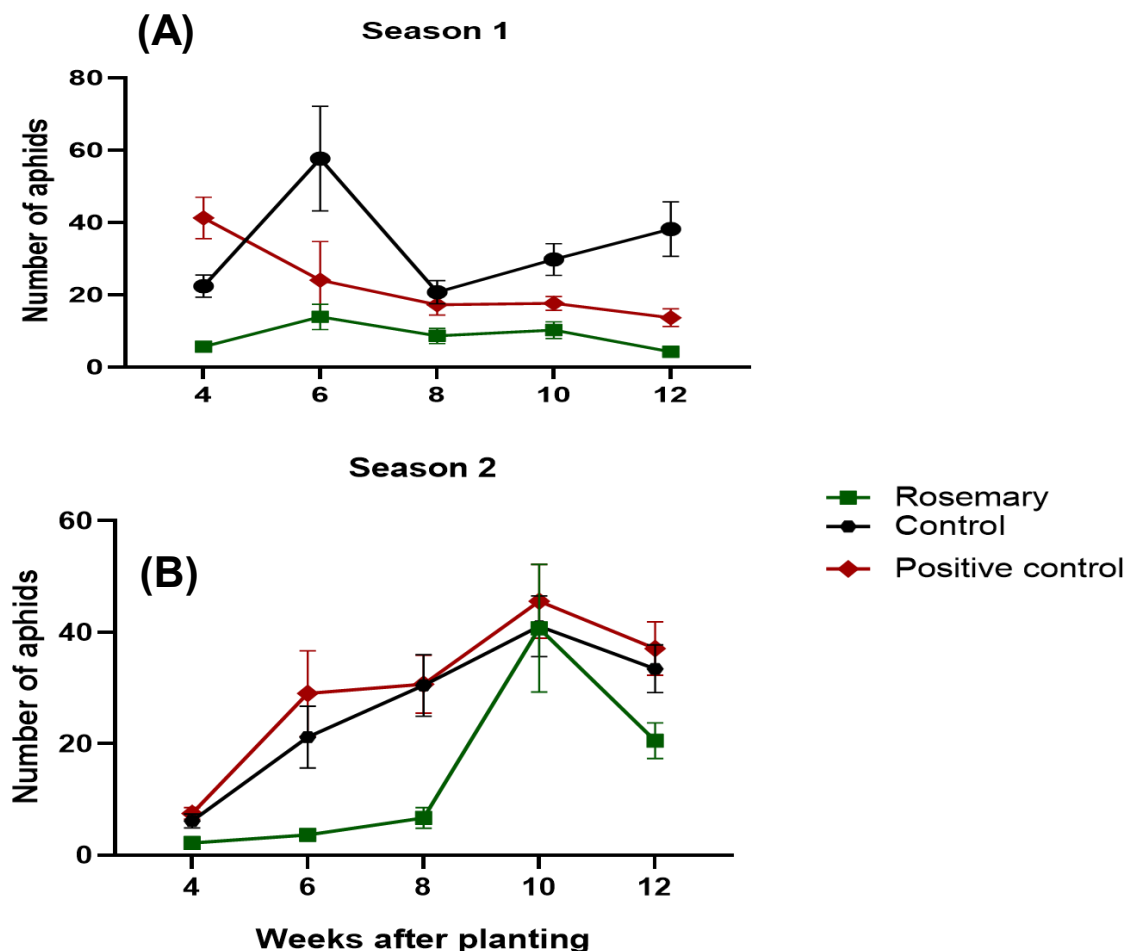 (A)
Season 1
Number of aphids
80
60
40
20
0
4 6 8 10 12
Season 2
(B)
Number of aphids
60
40
20
0
4 6 8 10 12
Weeks after planting
Rosemary
Control
Positive control